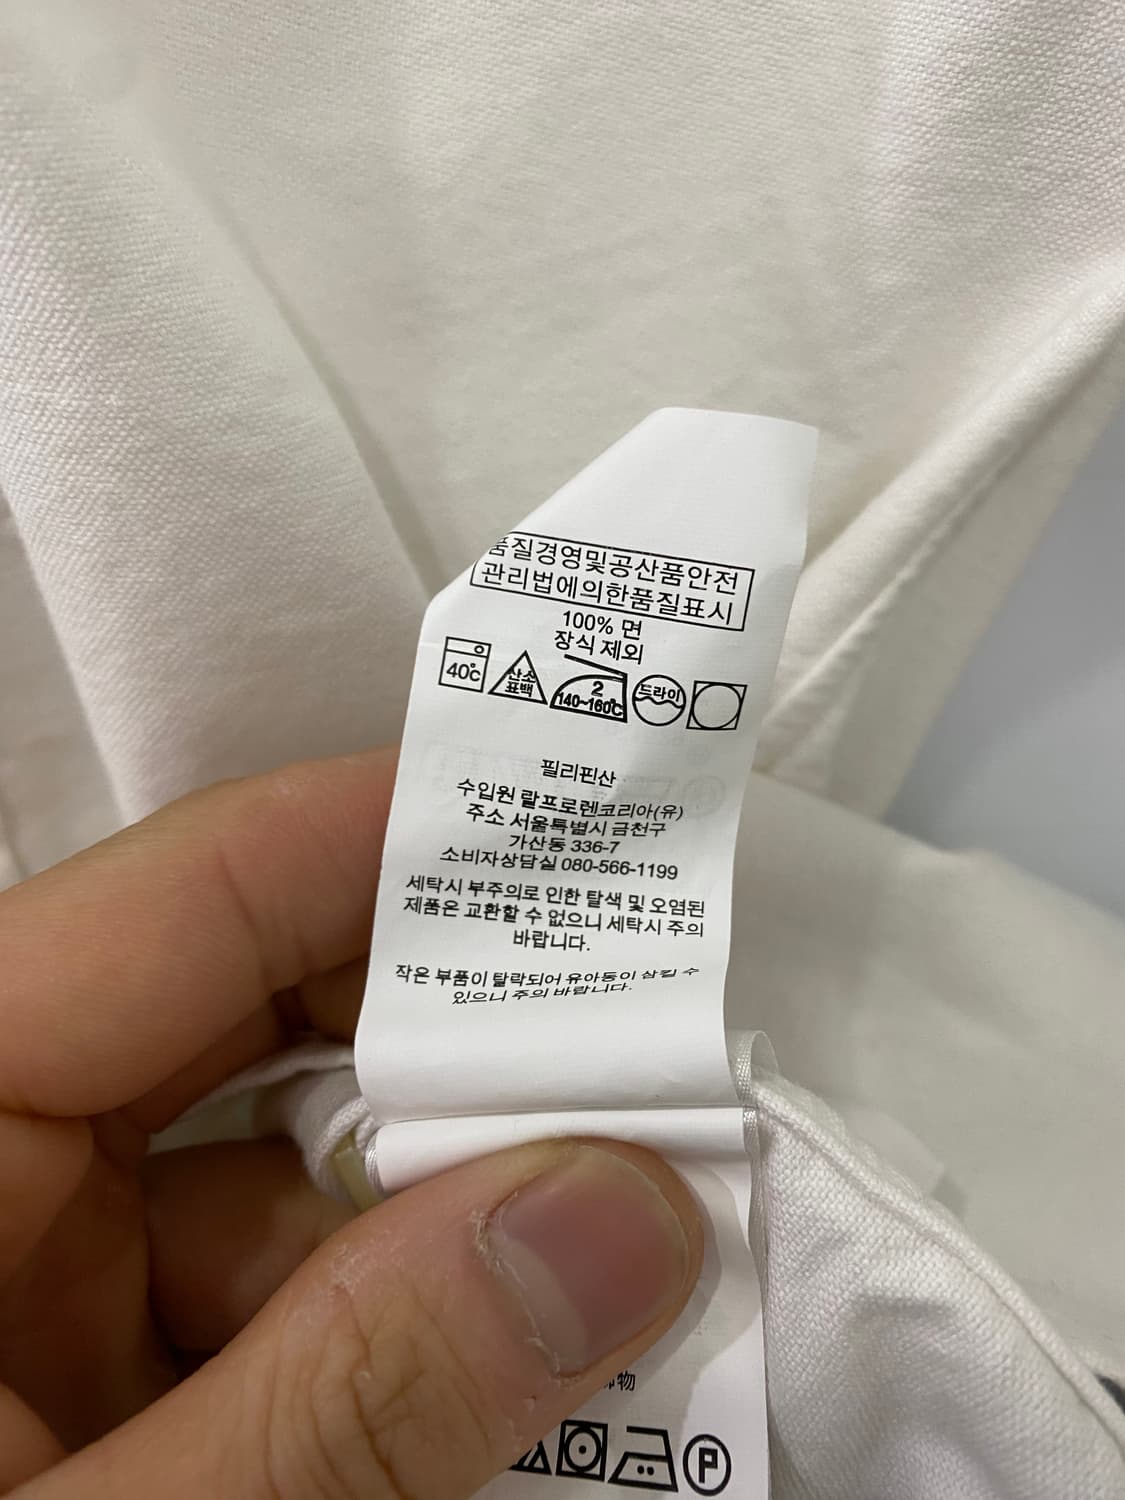 품질경영및공산품안전
관리법에의한품질표시
100% 면
장식 제외
40℃
산소
표백
2
140~160℃
드라이
필리핀산
수입원 랄프로렌코리아(유)
주소 서울특별시 금천구
가산동 336-7
소비자상담실 080-566-1199
세탁시 부주의로 인한 탈색 및 오염된
제품은 교환할 수 없으니 세탁시 주의
바랍니다.
작은 부품이 탈락되어 유아동이 삼킬 수
있으니 주의 바랍니다.
物
P